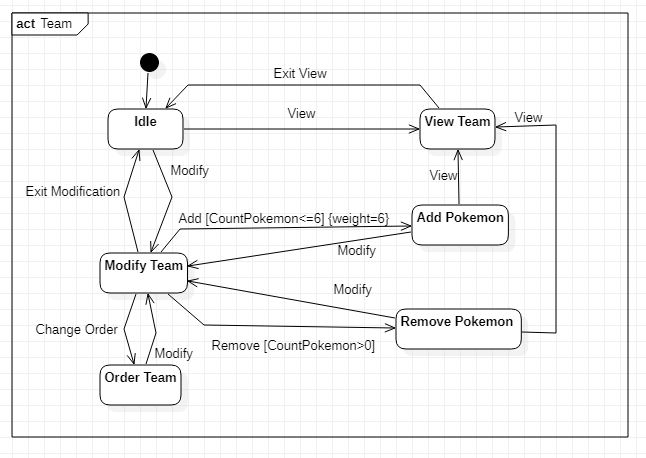 act Team
Exit View
Idle
View
View Team
View
Modify
View
Exit Modification
Add [CountPokemon<=6] {weight=6}
Add Pokemon
Modify Team
Modify
Modify
Remove Pokemon
Change Order
Remove [CountPokemon>0]
Modify
Order Team